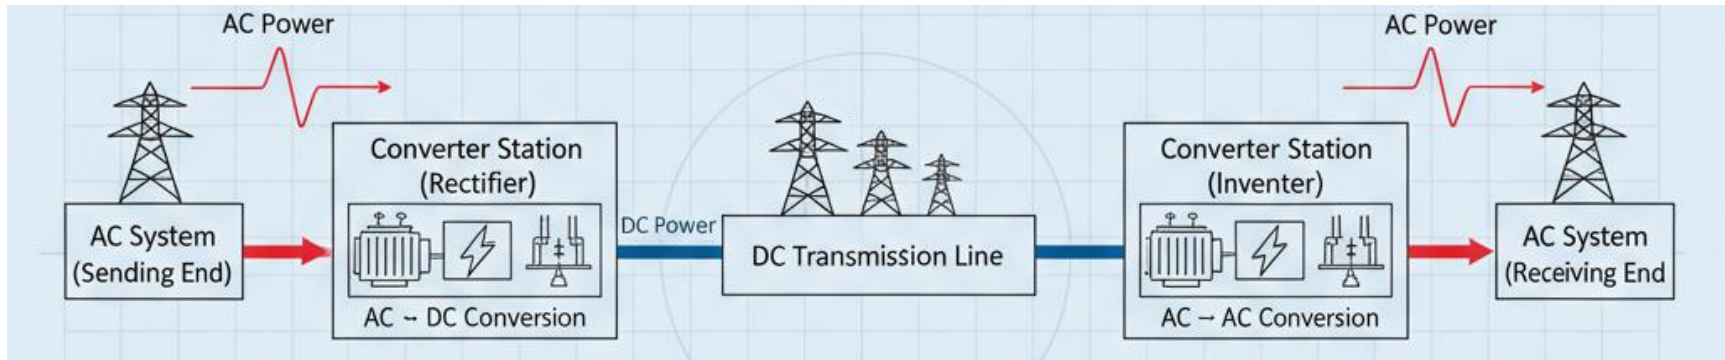 AC Power
AC System
(Sending End)
Converter Station
(Rectifier)
AC - DC Conversion
DC Power
DC Transmission Line
Converter Station
(Inventer)
AC → AC Conversion
AC Power
AC System
(Receiving End